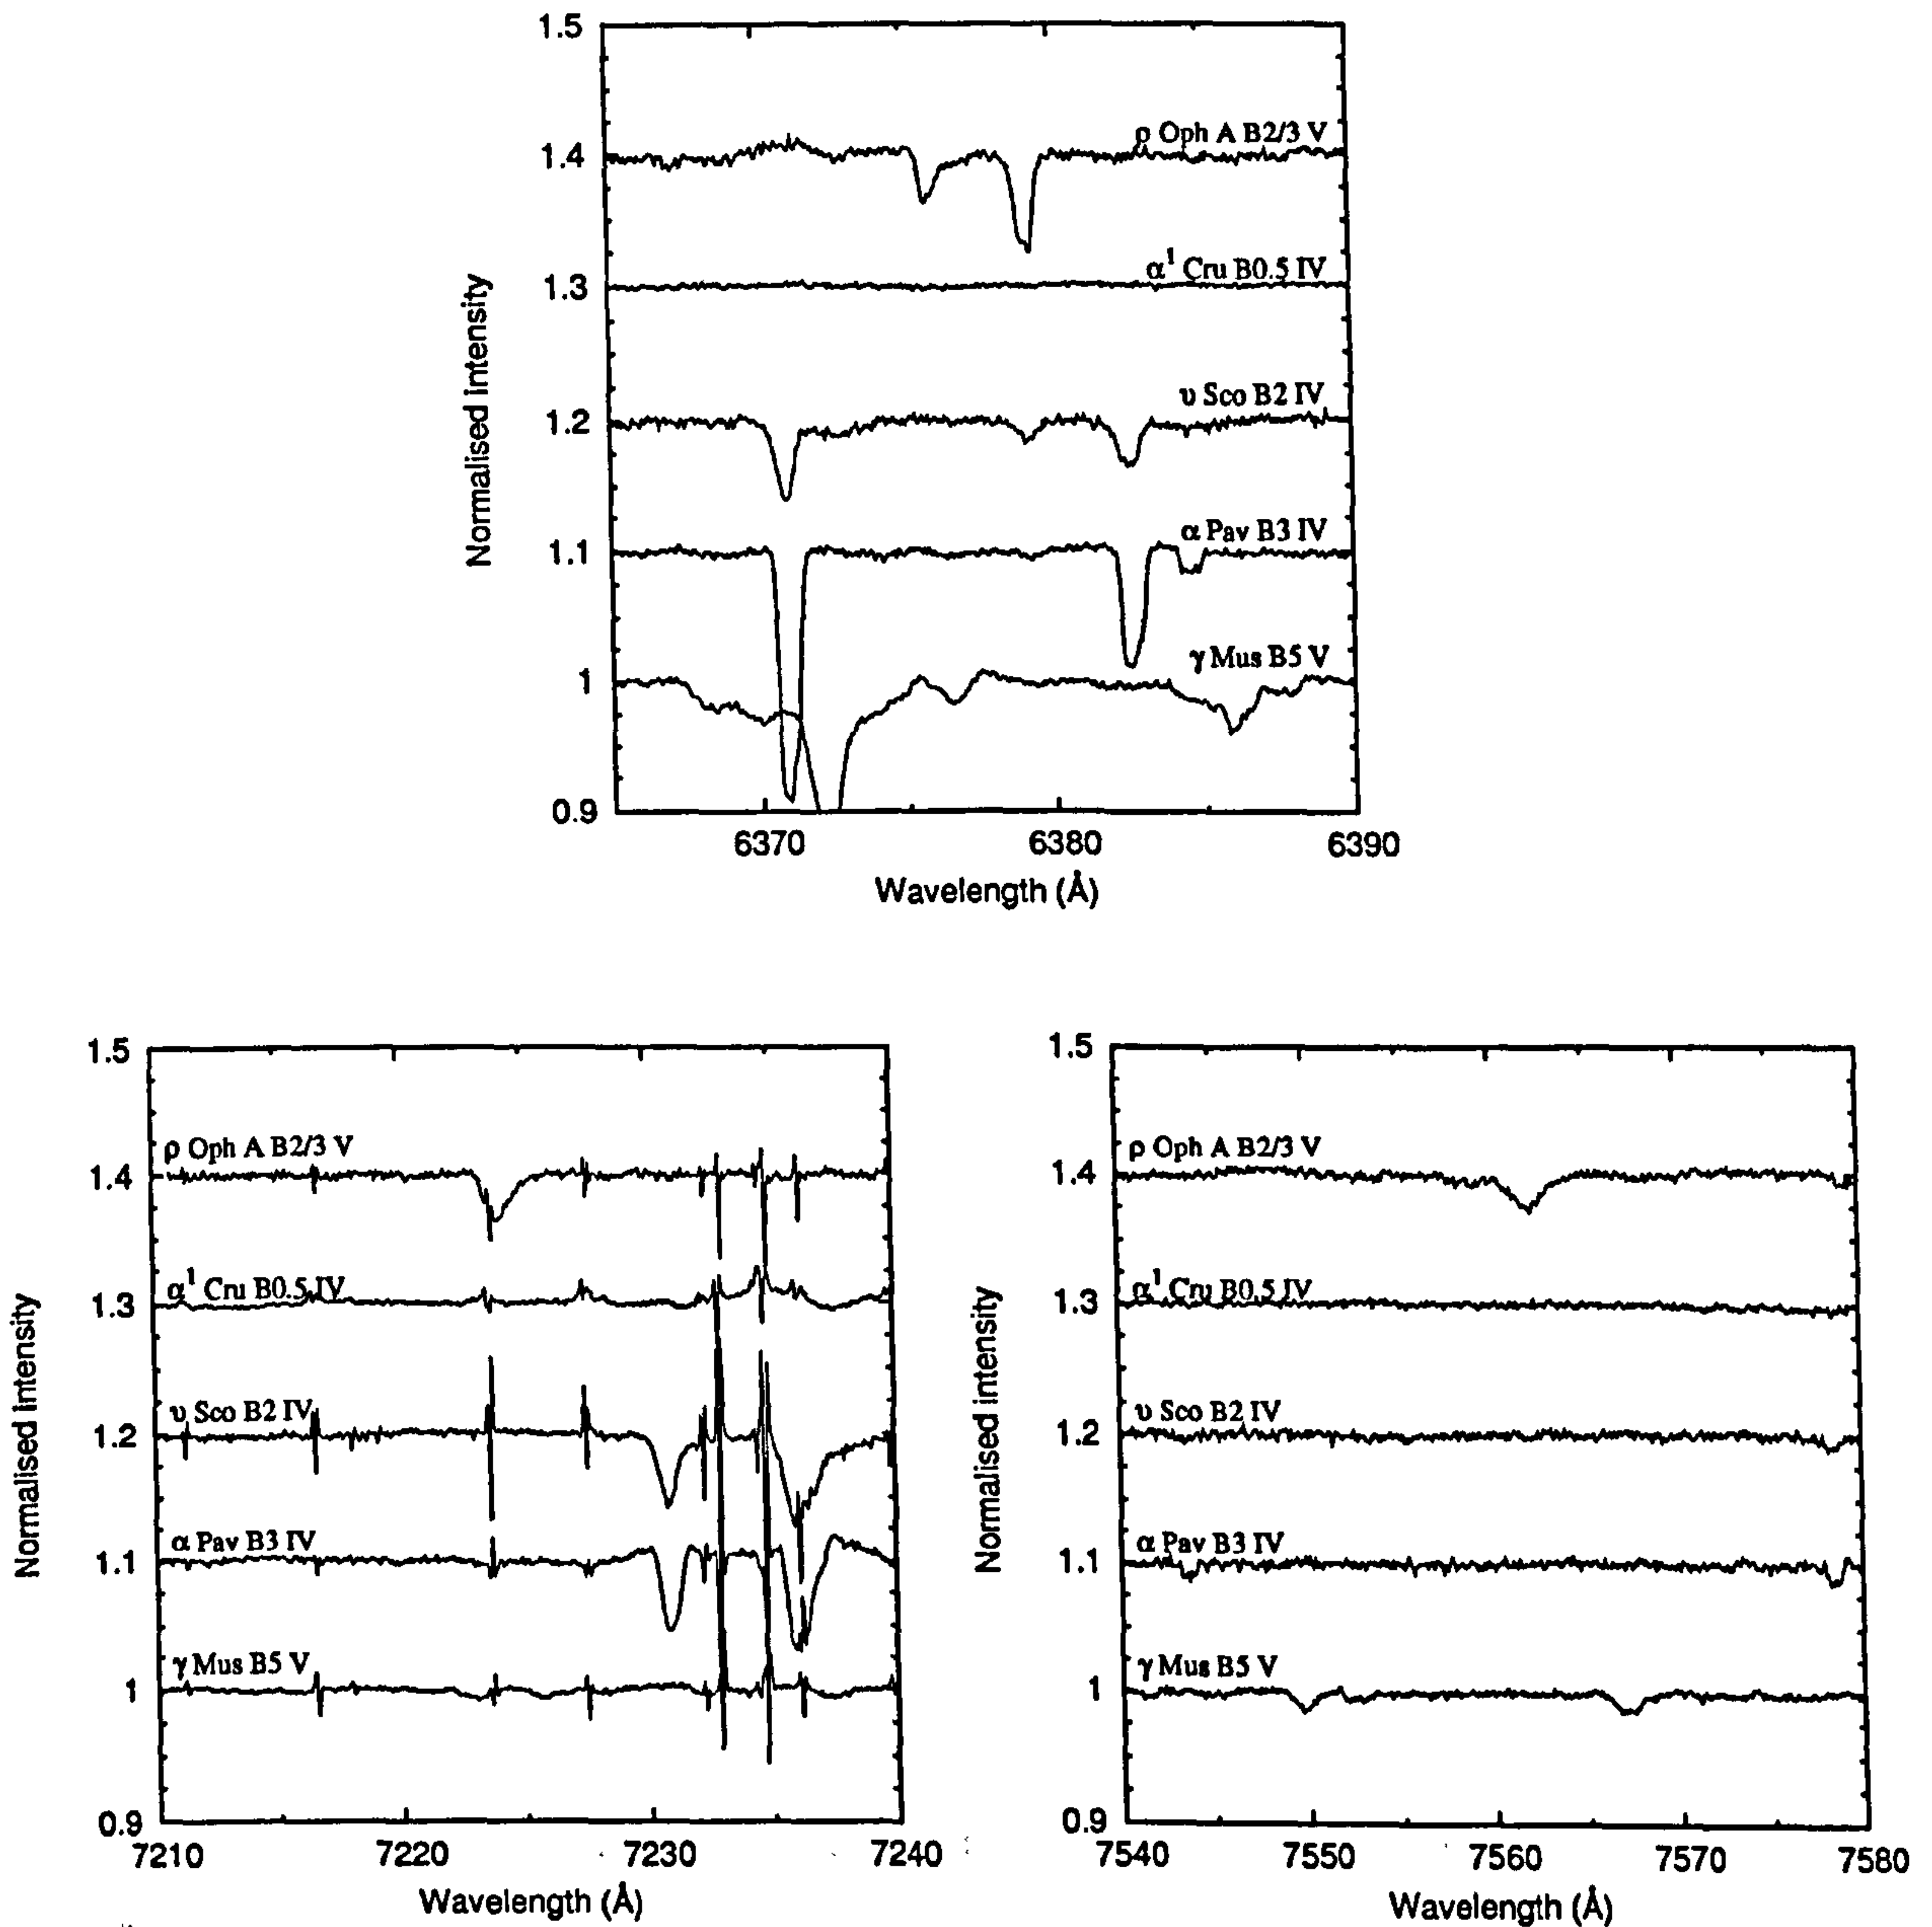 1.5
ρ Oph A B2/3 V
1.4
α¹ Cru B0.5 IV
1.3
υ Sco B2 IV
1.2
α Pav B3 IV
1.1
γ Mus B5 V
1
0.9
Normalised intensity
6370 6380 6390
Wavelength (Å)
1.5
ρ Oph A B2/3 V
1.4
α¹ Cru B0.5 IV
1.3
υ Sco B2 IV
1.2
α Pav B3 IV
1.1
γ Mus B5 V
1
0.9
Normalised intensity
7210 7220 7230 7240
Wavelength (Å)
1.5
ρ Oph A B2/3 V
1.4
α¹ Cru B0.5 IV
1.3
υ Sco B2 IV
1.2
α Pav B3 IV
1.1
γ Mus B5 V
1
0.9
Normalised intensity
7540 7550 7560 7570 7580
Wavelength (Å)